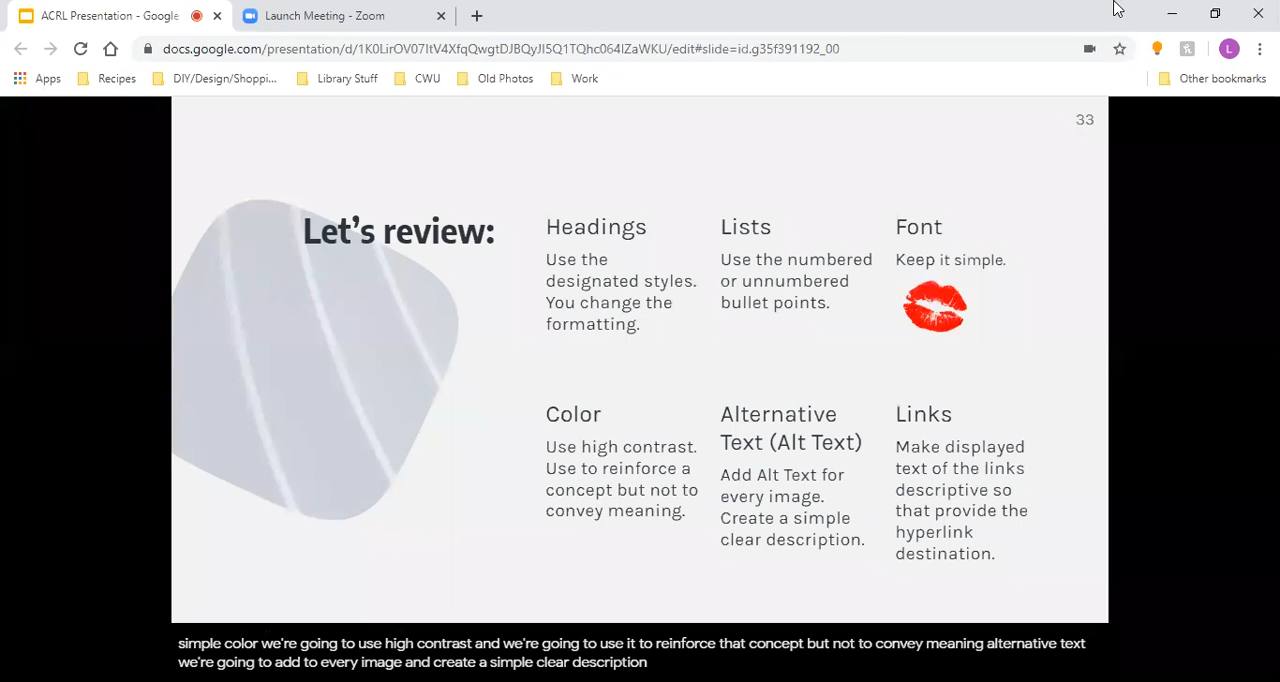 ACRL Presentation - Google
Launch Meeting - Zoom
docs.google.com/presentation/d/1K0LirOV07ItV4XfqQwgtDJBQyJI5Q1TQhc064lZaWKU/edit#slide=id.g35f391192_00
L
Apps
Recipes
DIY/Design/Shoppi...
Library Stuff
CWU
Old Photos
Work
Other bookmarks
33
Let's review:
Headings
Use the
designated styles.
You change the
formatting.
Lists
Use the numbered
or unnumbered
bullet points.
Font
Keep it simple.
Color
Use high contrast.
Use to reinforce a
concept but not to
convey meaning.
Alternative
Text (Alt Text)
Add Alt Text for
every image.
Create a simple
clear description.
Links
Make displayed
text of the links
descriptive so
that provide the
hyperlink
destination.
simple color we're going to use high contrast and we're going to use it to reinforce that concept but not to convey meaning alternative text
we're going to add to every image and create a simple clear description